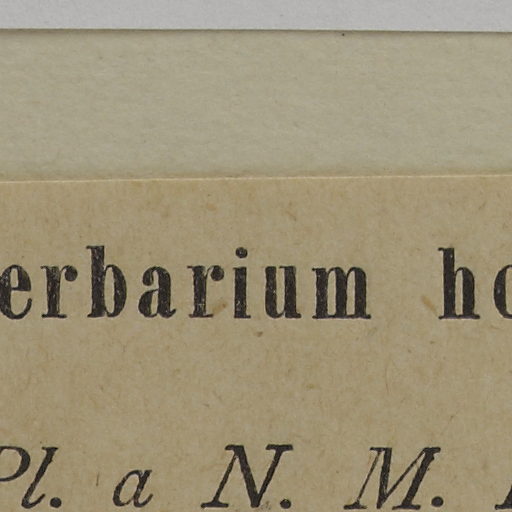 erbarium ho
Pl. a N. M.